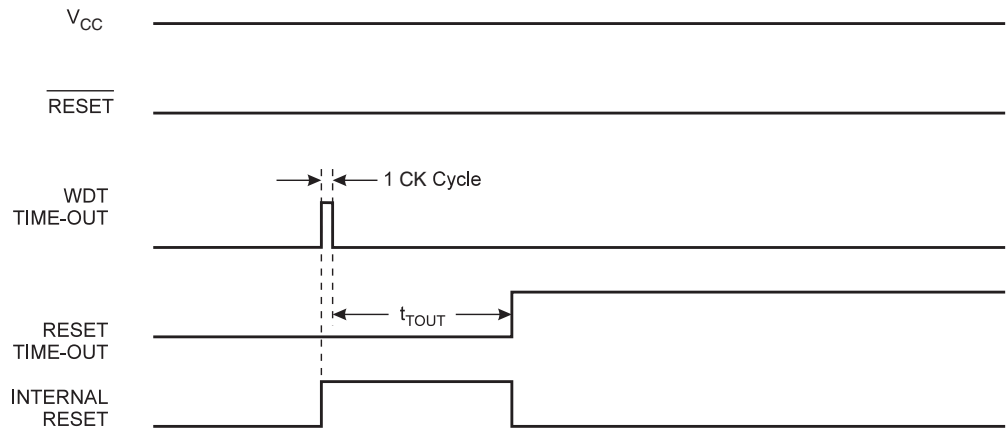 VCC
RESET
WDT
TIME-OUT
1 CK Cycle
tTOUT
RESET
TIME-OUT
INTERNAL
RESET